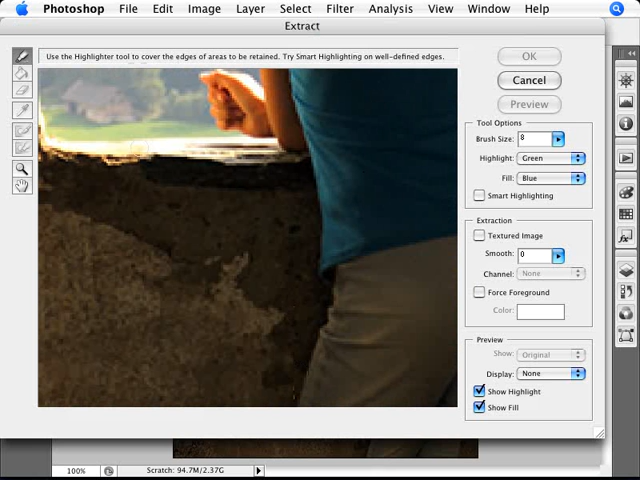 Photoshop File Edit Image Layer Select Filter Analysis View Window Help
Extract
Use the Highlighter tool to cover the edges of areas to be retained. Try Smart Highlighting on well-defined edges.
OK
Cancel
Preview
Tool Options
Brush Size: 8
Highlight: Green
Fill: Blue
Smart Highlighting
Extraction
Textured Image
Smooth: 0
Channel: None
Force Foreground
Color:
Preview
Show: Original
Display: None
Show Highlight
Show Fill
100% Scratch: 94.7M/2.37G